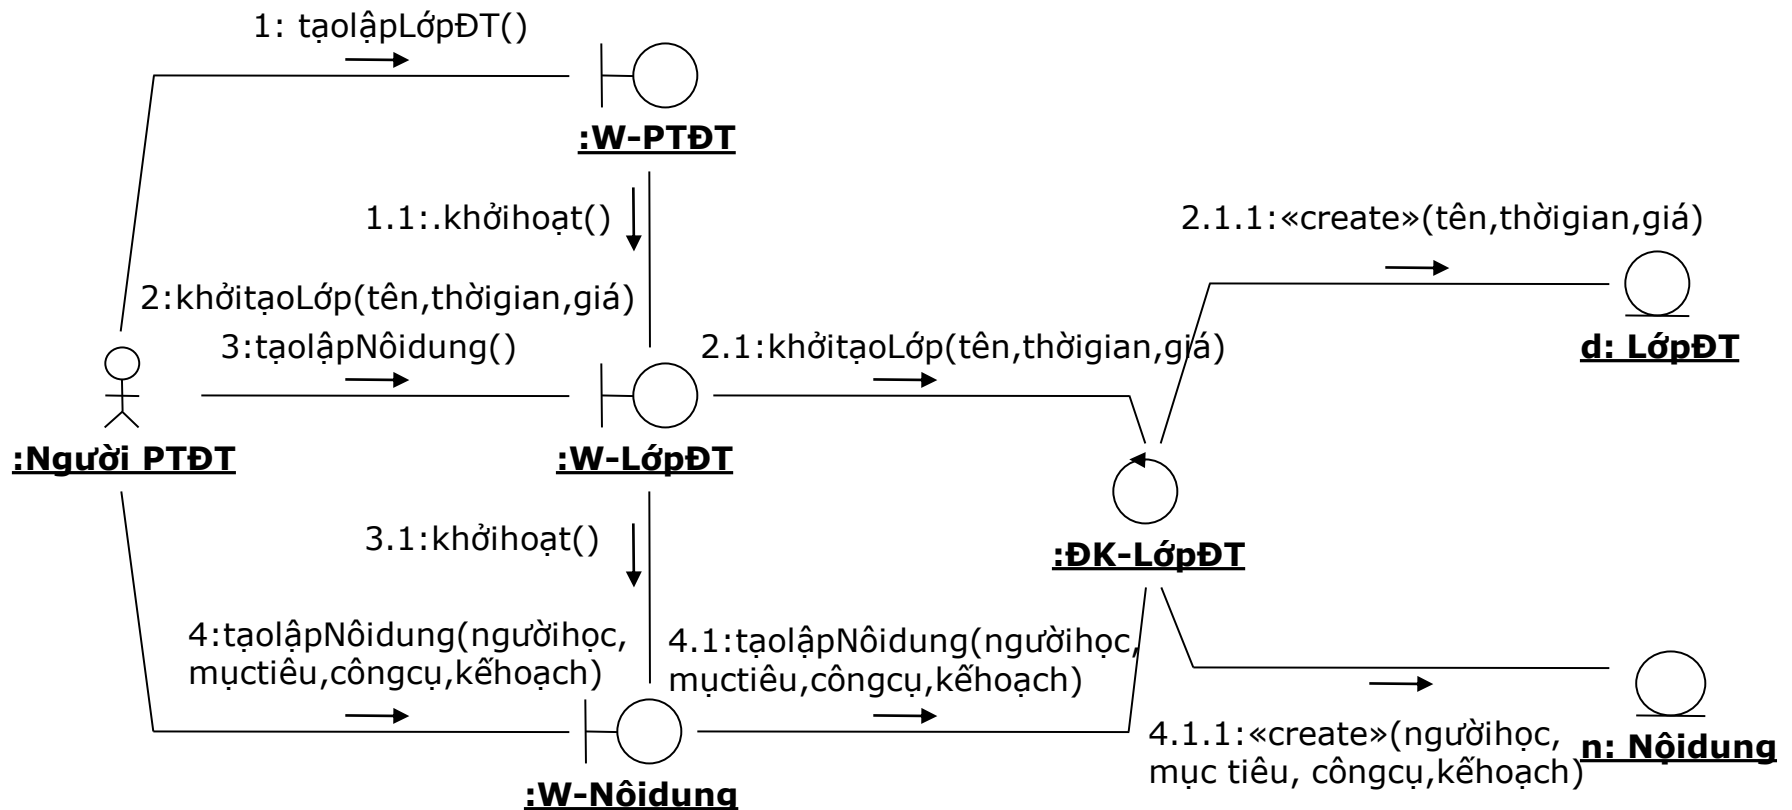 1: tạolậpLớpĐT()
:W-PTĐT
1.1:.khởihoạt()
2.1.1:«create»(tên,thờigian,giá)
2:khởitạoLớp(tên,thờigian,giá)
3:tạolậpNôidung()
2.1:khởitạoLớp(tên,thờigian,giá)
d: LớpĐT
:Người PTĐT
:W-LớpĐT
3.1:khởihoạt()
:ĐK-LớpĐT
4:tạolậpNôidung(ngườihọc,
mụctiêu,côngcụ,kếhoạch)
4.1:tạolậpNôidung(ngườihọc,
mụctiêu,côngcụ,kếhoạch)
4.1.1:«create»(ngườihọc,
mục tiêu, côngcụ,kếhoạch)
n: Nộidung
:W-Nôidung